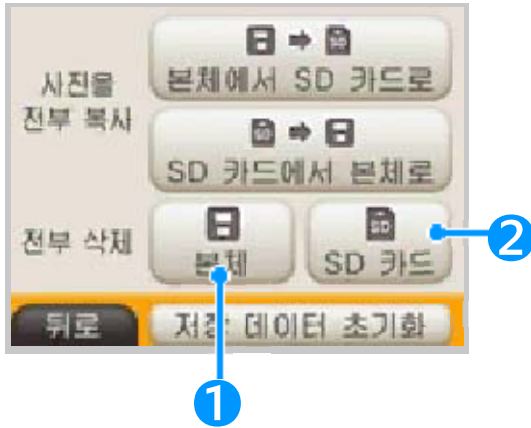 사진을
전부 복사
본체에서 SD 카드로
SD 카드에서 본체로
전부 삭제
본체
SD 카드
2
뒤로
저장 데이터 초기화
1